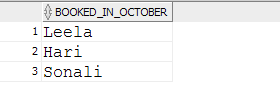 BOOKED_IN_OCTOBER
1 Leela
2 Hari
3 Sonali